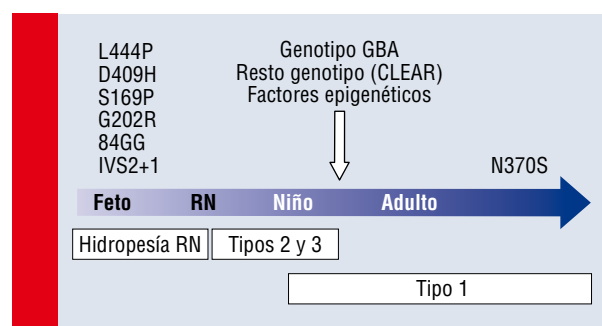 L444P
D409H
S169P
G202R
84GG
IVS2+1
Genotipo GBA
Resto genotipo (CLEAR)
Factores epigenéticos
N370S
Feto RN Niño Adulto
Hidropesía RN Tipos 2 y 3
Tipo 1